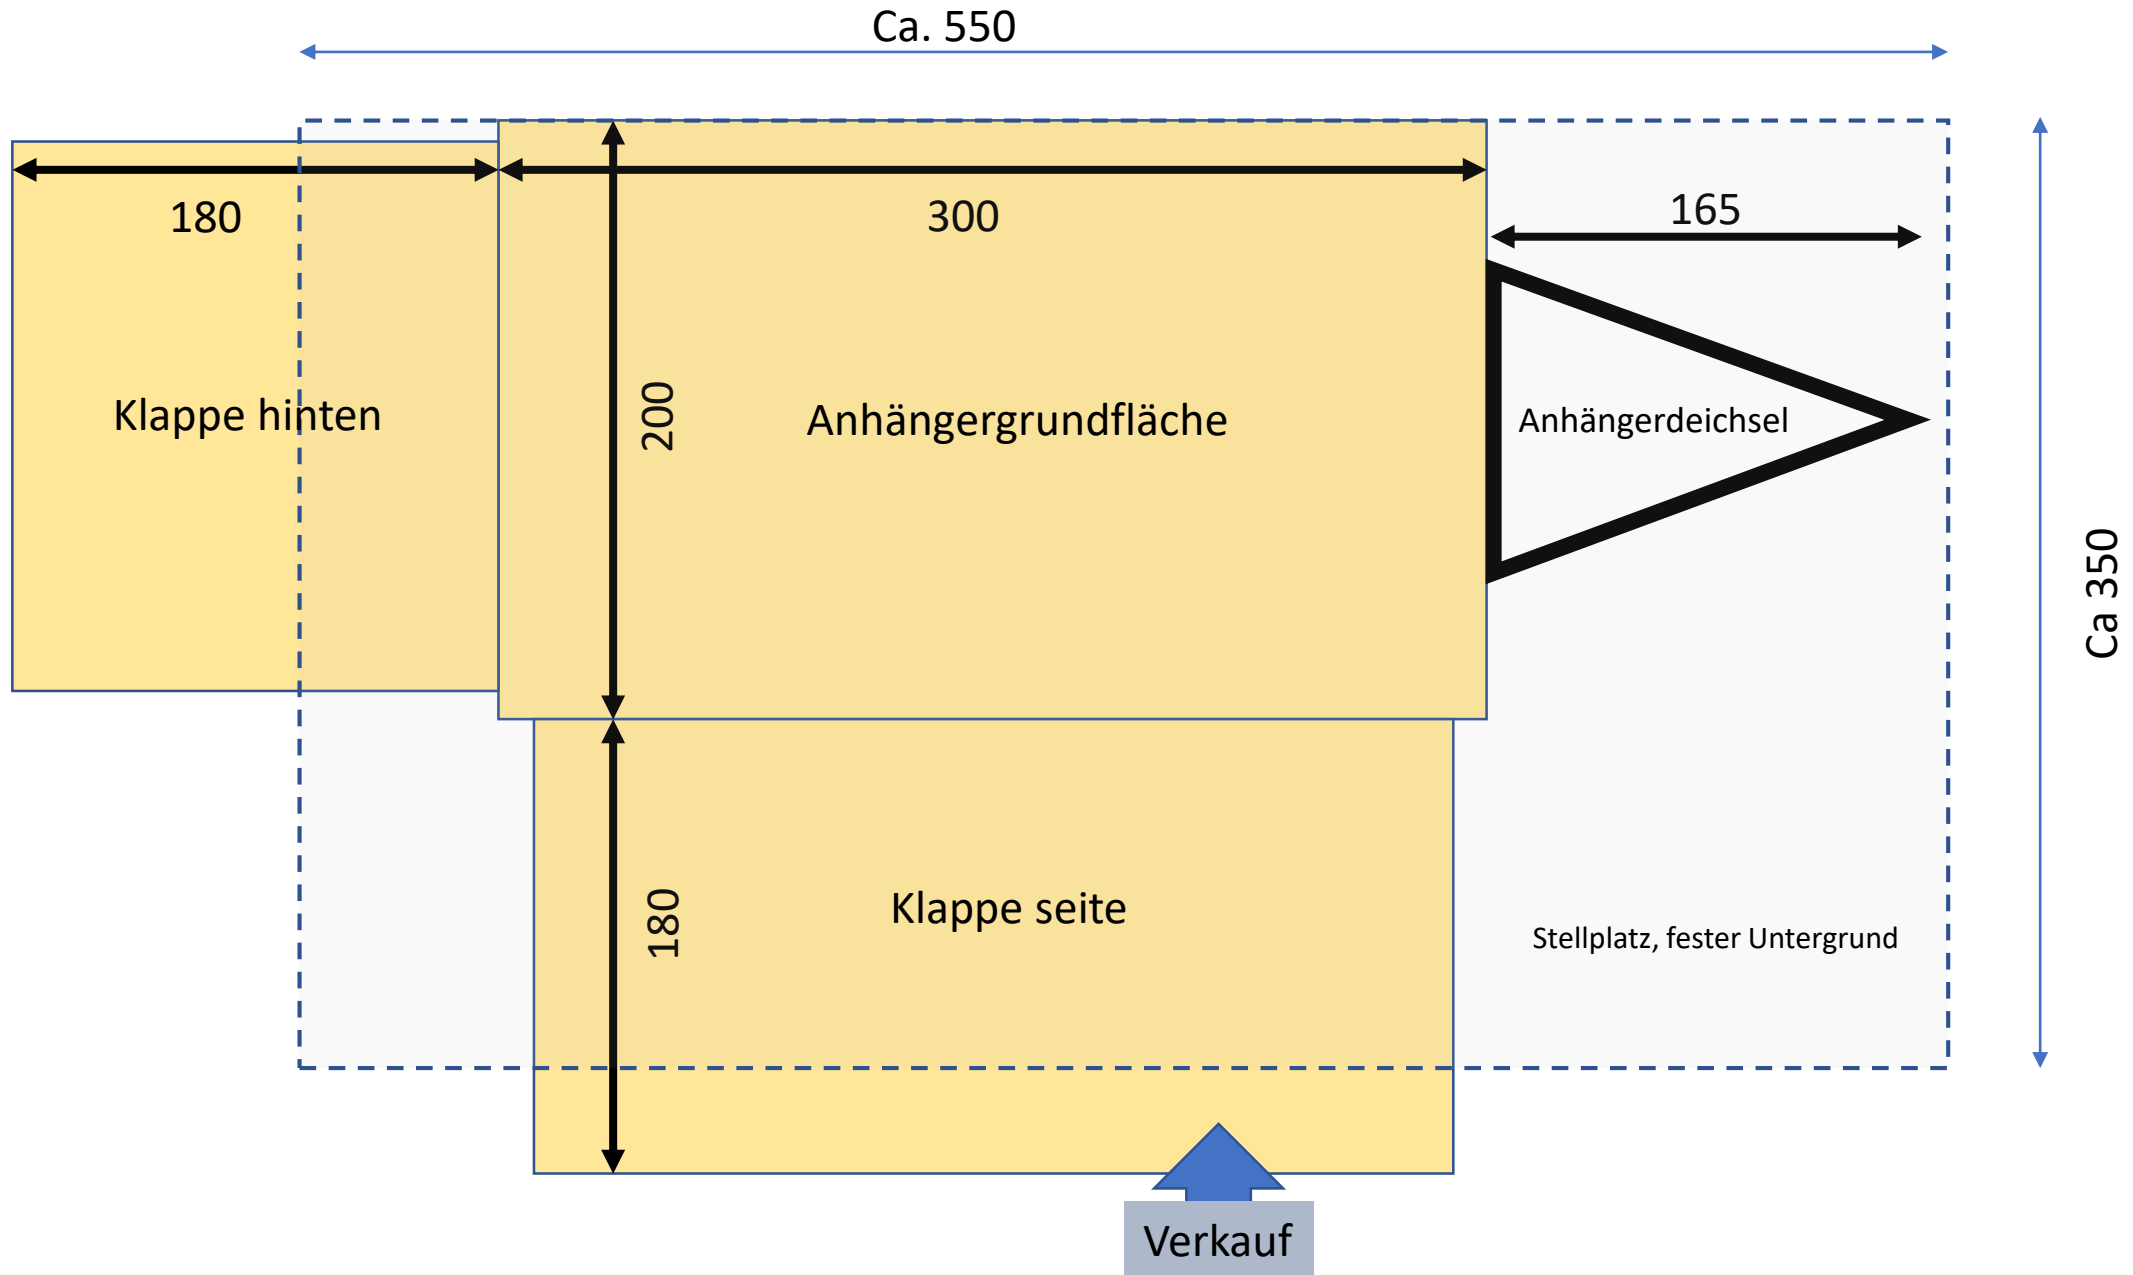 Ca. 550
180
300
165
200
Klappe hinten
Anhängergrundfläche
Anhängerdeichsel
Ca 350
180
Klappe seite
Stellplatz, fester Untergrund
Verkauf